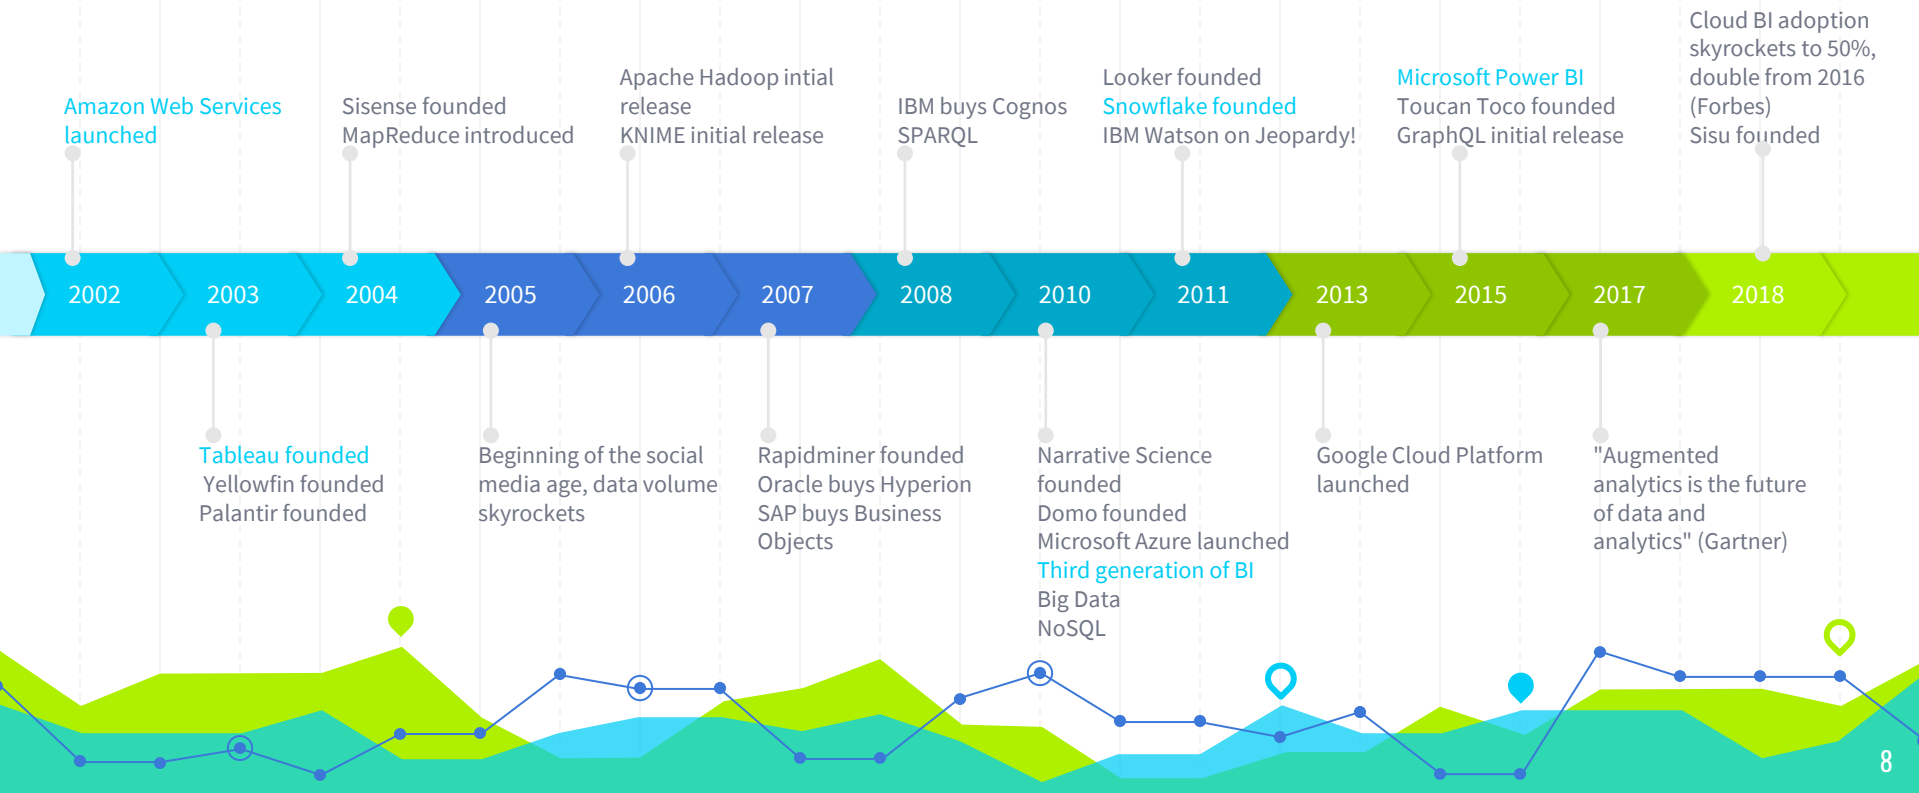 Amazon Web Services
launched
Sisense founded
MapReduce introduced
Apache Hadoop intial
release
KNIME initial release
IBM buys Cognos
SPARQL
Looker founded
Snowflake founded
IBM Watson on Jeopardy!
Microsoft Power BI
Toucan Toco founded
GraphQL initial release
Cloud BI adoption
skyrockets to 50%,
double from 2016
(Forbes)
Sisu founded
2002 2003 2004 2005 2006 2007 2008 2010 2011 2013 2015 2017 2018
Tableau founded
Yellowfin founded
Palantir founded
Beginning of the social
media age, data volume
skyrockets
Rapidminer founded
Oracle buys Hyperion
SAP buys Business
Objects
Narrative Science
founded
Domo founded
Microsoft Azure launched
Third generation of BI
Big Data
NoSQL
Google Cloud Platform
launched
"Augmented
analytics is the future
of data and
analytics" (Gartner)
8